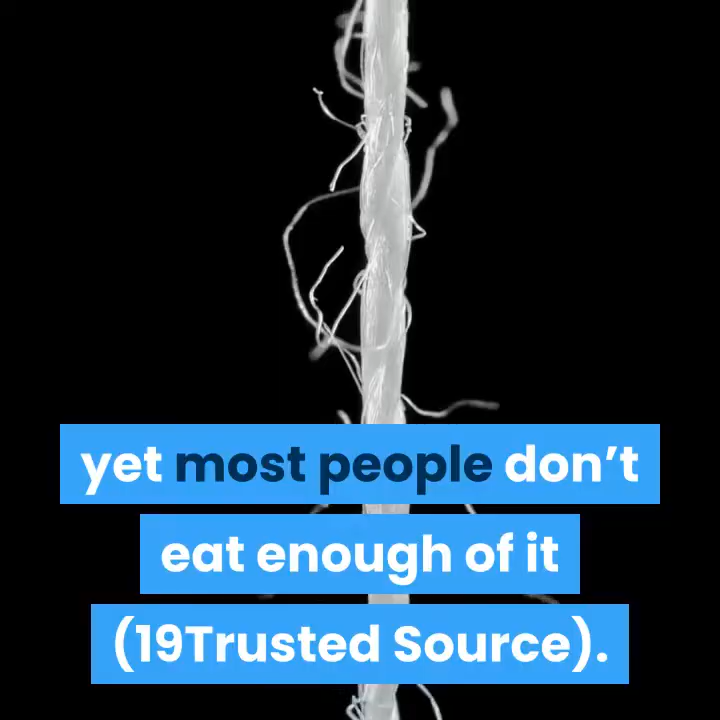 yet most people don’t
eat enough of it
(19Trusted Source).